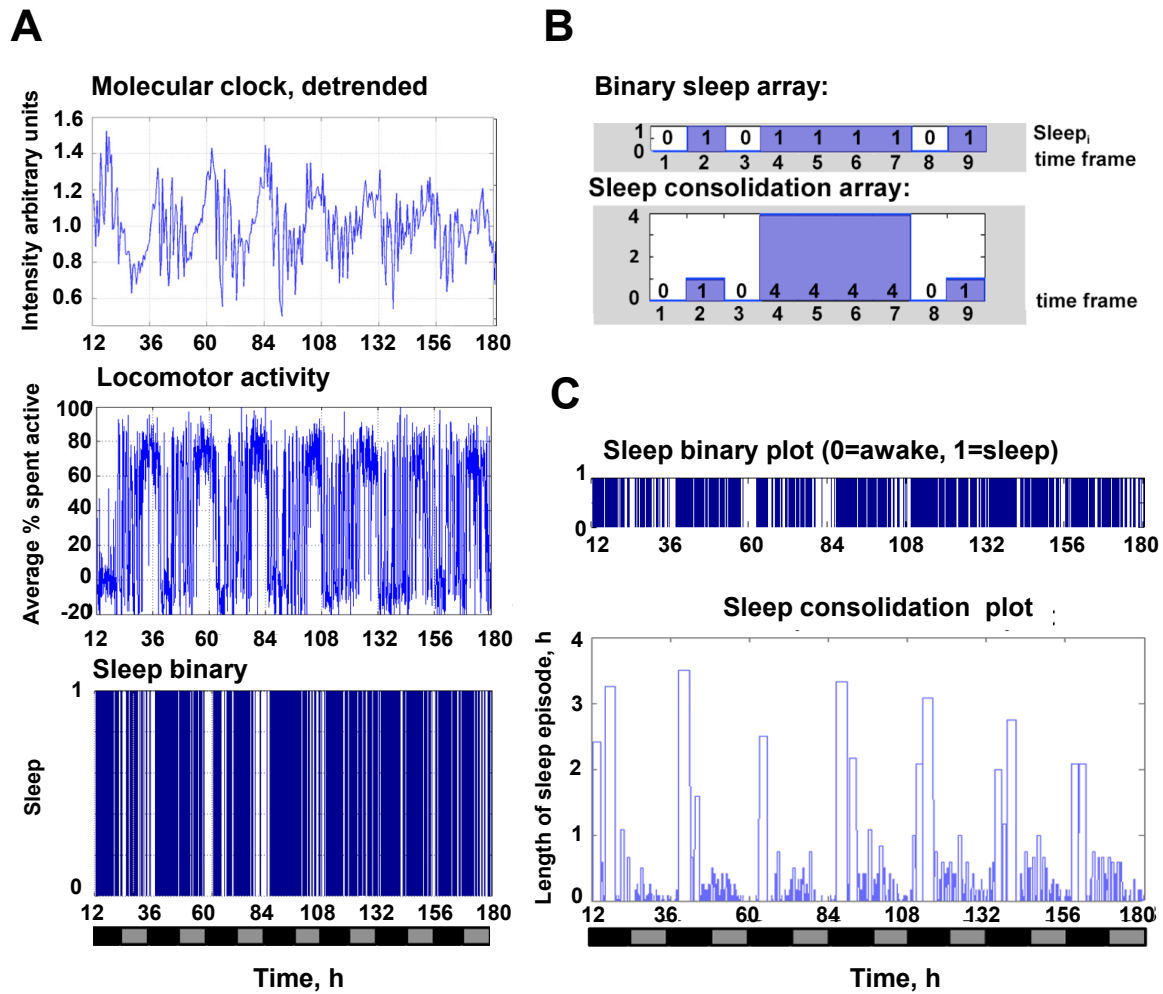 A
Molecular clock, detrended
Intensity arbitrary units
1.6
1.4
1.2
1.0
0.8
0.6
12 36 60 84 108 132 156 180
Locomotor activity
Average % spent active
100
80
60
40
20
0
-20
12 36 60 84 108 132 156 180
Sleep binary
Sleep
1
0
12 36 60 84 108 132 156 180
Time, h
B
Binary sleep array:
1
0
0 1 0 1 1 1 1 0 1
Sleepi
1 2 3 4 5 6 7 8 9
time frame
Sleep consolidation array:
4
2
0
0 1 0 4 4 4 4 0 1
1 2 3 4 5 6 7 8 9
time frame
C
Sleep binary plot (0=awake, 1=sleep)
1
0
12 36 60 84 108 132 156 180
Sleep consolidation plot
Length of sleep episode, h
4
3
2
1
0
12 36 60 84 108 132 156 180
Time, h